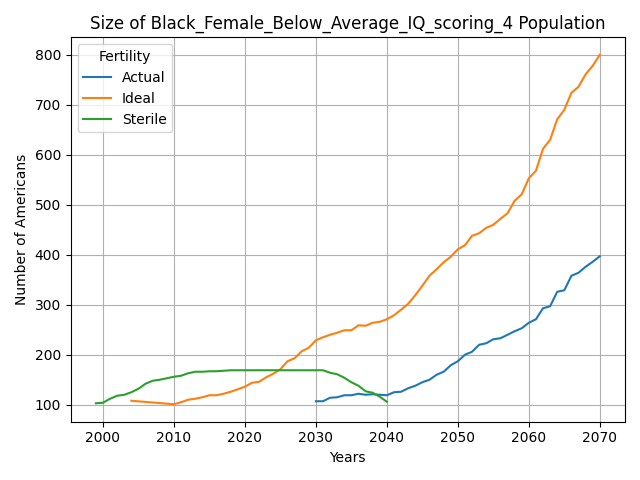 Size of Black_Female_Below_Average_IQ_scoring_4 Population
Fertility
Actual
Ideal
Sterile
Number of Americans
800
700
600
500
400
300
200
100
2000 2010 2020 2030 2040 2050 2060 2070
Years